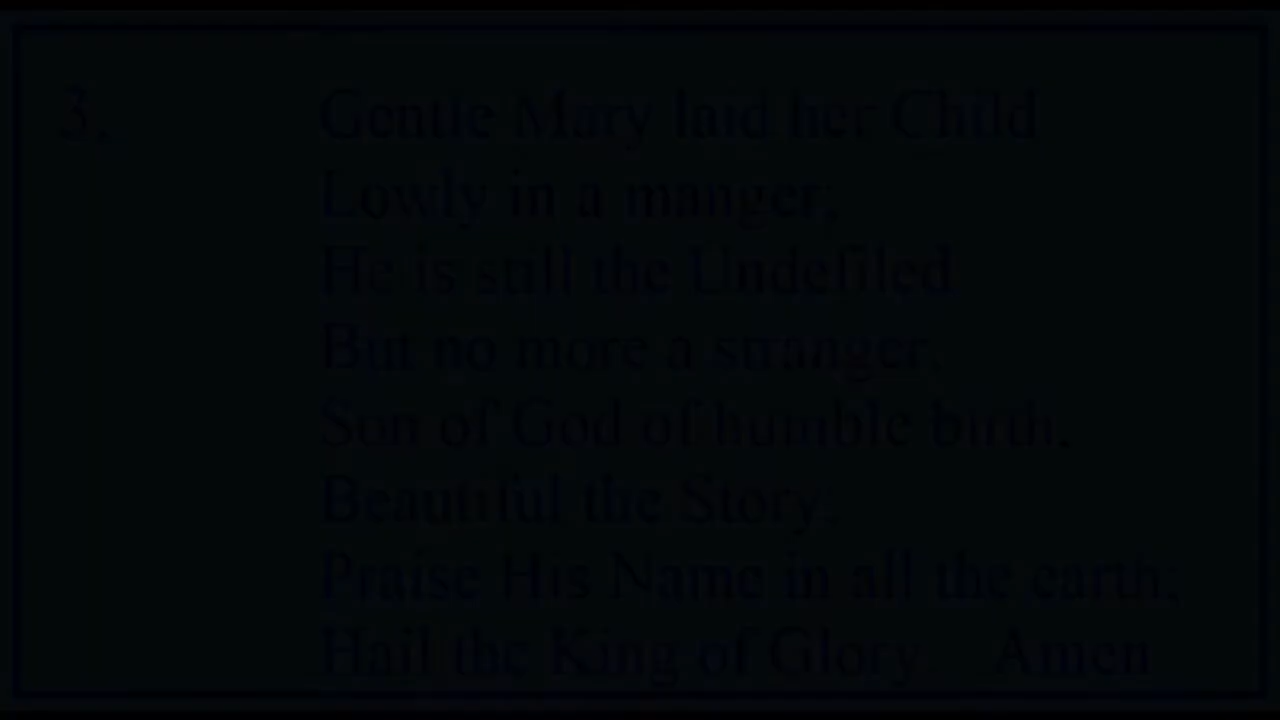 3. Gentle Mary laid her Child
Lowly in a manger;
He is still the Undefiled
But no more a stranger,
Son of God of humble birth,
Beautiful the Story;
Praise His Name in all the earth;
Hail the King of Glory. Amen